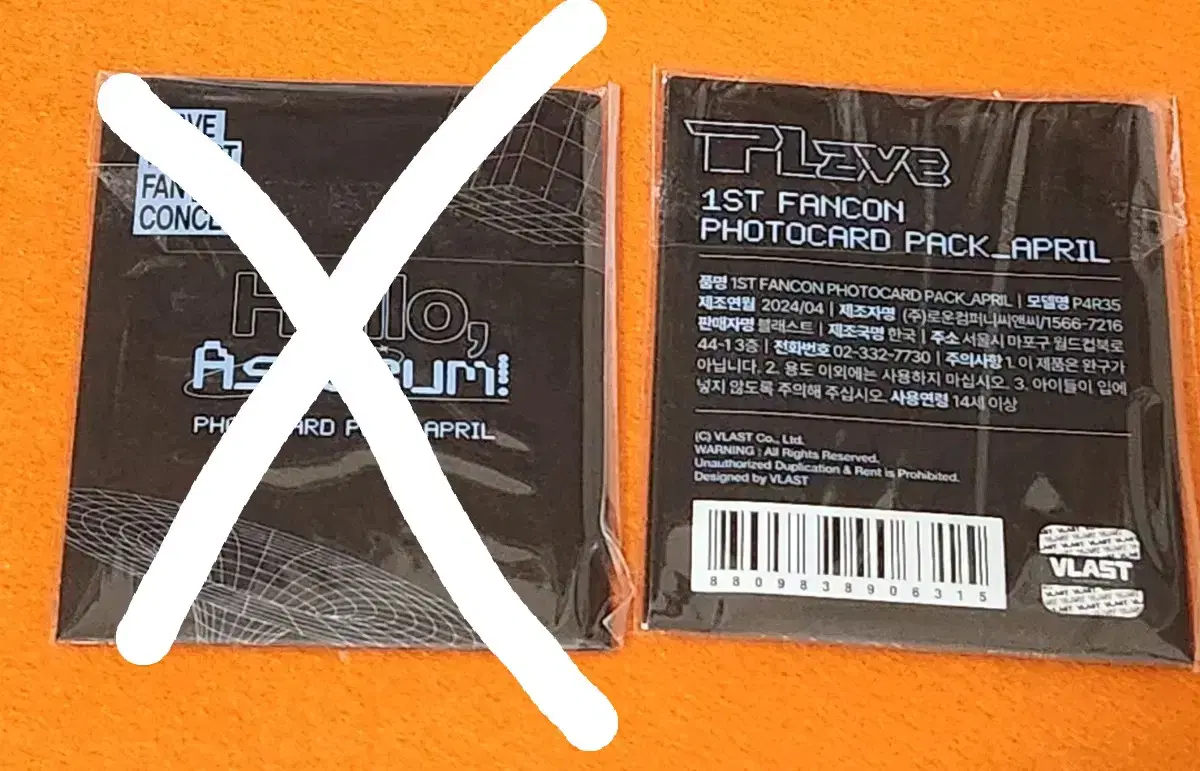 FAN
CONCE
PHOTOCARD APRIL
PLave
1ST FANCON
PHOTOCARD PACK_APRIL
품명 1ST FANCON PHOTOCARD PACK_APRIL | 모델명 P4R35
제조연월 2024/04 | 제조자명 (주)로운컴퍼니씨앤씨/1566-7216
판매자명 블래스트 | 제조국명 한국 | 주소 서울시 마포구 월드컵북로
44-1 3층 | 전화번호 02-332-7730 | 주의사항 1. 이 제품은 완구가
아닙니다. 2. 용도 이외에는 사용하지 마십시오. 3. 아이들이 입에
넣지 않도록 주의해 주십시오. 사용연령 14세 이상
(C) VLAST Co., Ltd.
WARNING : All Rights Reserved.
Unauthorized Duplication & Rent is Prohibited.
Designed by VLAST
8809838906315
VLAST